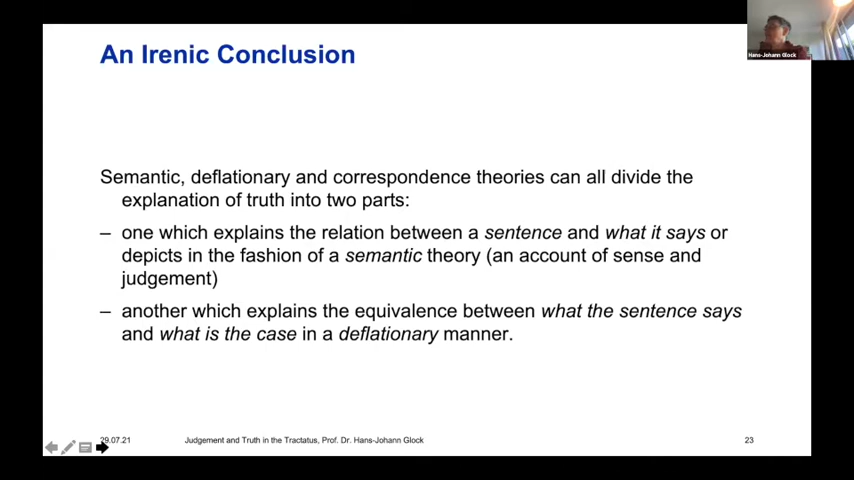 An Irenic Conclusion
Hans-Johann Glock
Semantic, deflationary and correspondence theories can all divide the
explanation of truth into two parts:
– one which explains the relation between a sentence and what it says or
depicts in the fashion of a semantic theory (an account of sense and
judgement)
– another which explains the equivalence between what the sentence says
and what is the case in a deflationary manner.
29.07.21
Judgement and Truth in the Tractatus, Prof. Dr. Hans-Johann Glock
23